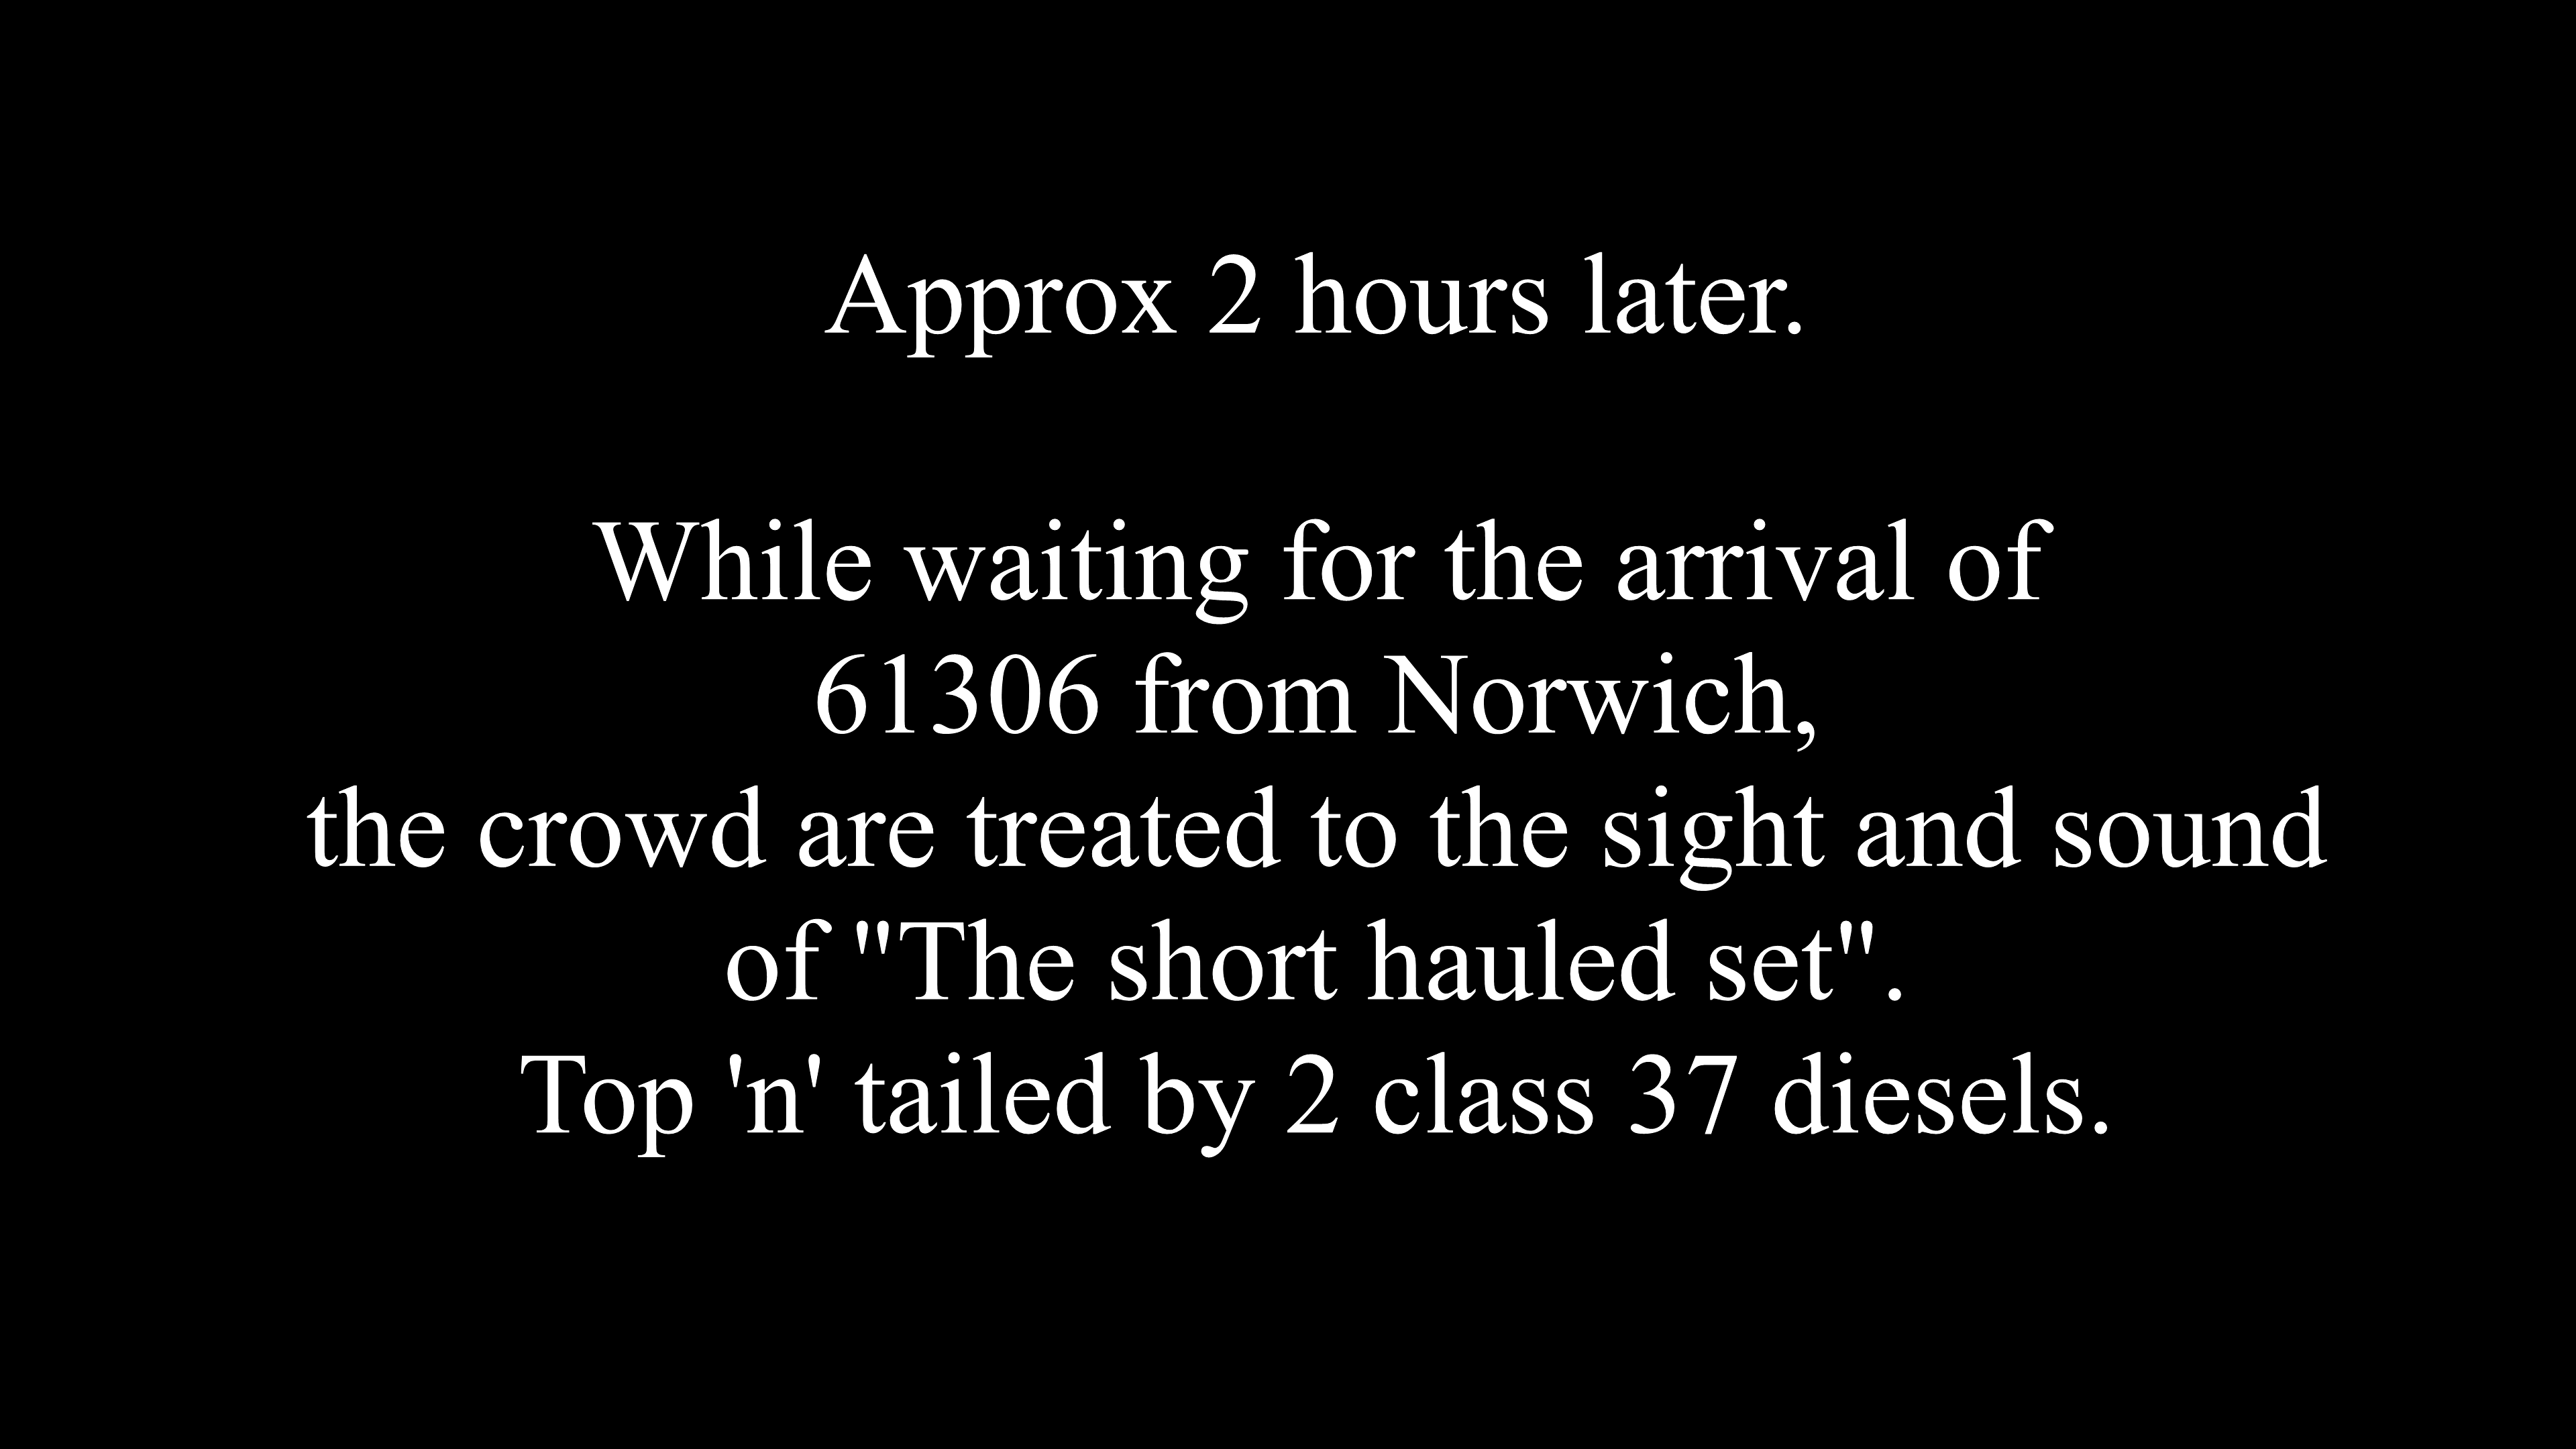 Approx 2 hours later.
While waiting for the arrival of
61306 from Norwich,
the crowd are treated to the sight and sound
of "The short hauled set".
Top 'n' tailed by 2 class 37 diesels.